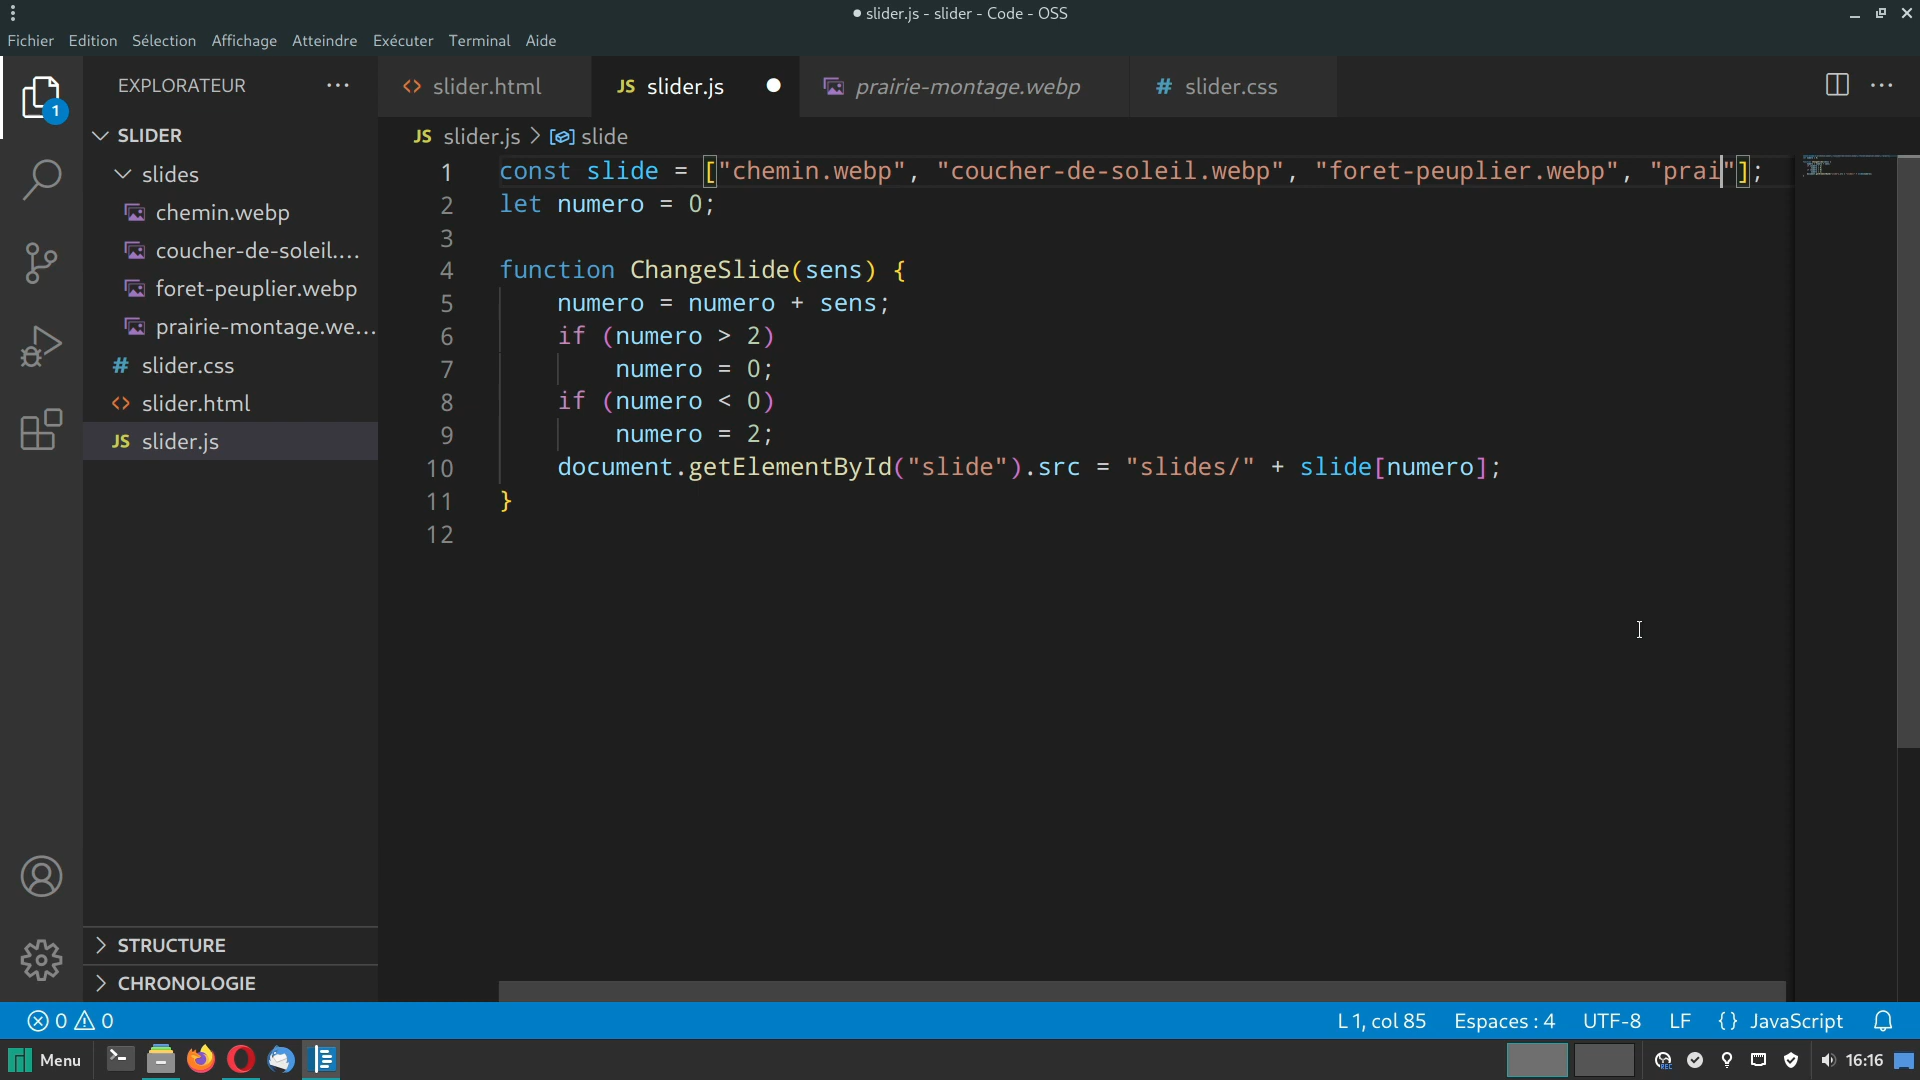 ● slider.js - slider - Code - OSS
Fichier Edition Sélection Affichage Atteindre Exécuter Terminal Aide
EXPLORATEUR ···
<> slider.html
JS slider.js ●
prairie-montage.webp
# slider.css
1
SLIDER
slides
chemin.webp
coucher-de-soleil....
foret-peuplier.webp
prairie-montage.we...
# slider.css
<> slider.html
JS slider.js
STRUCTURE
CHRONOLOGIE
JS slider.js > slide
1 const slide = ["chemin.webp", "coucher-de-soleil.webp", "foret-peuplier.webp", "prai"];
2 let numero = 0;
3
4 function ChangeSlide(sens) {
5     numero = numero + sens;
6     if (numero > 2)
7         numero = 0;
8     if (numero < 0)
9         numero = 2;
10     document.getElementById("slide").src = "slides/" + slide[numero];
11 }
12
0 0 L 1, col 85 Espaces : 4 UTF-8 LF {} JavaScript
Menu REC 16:16